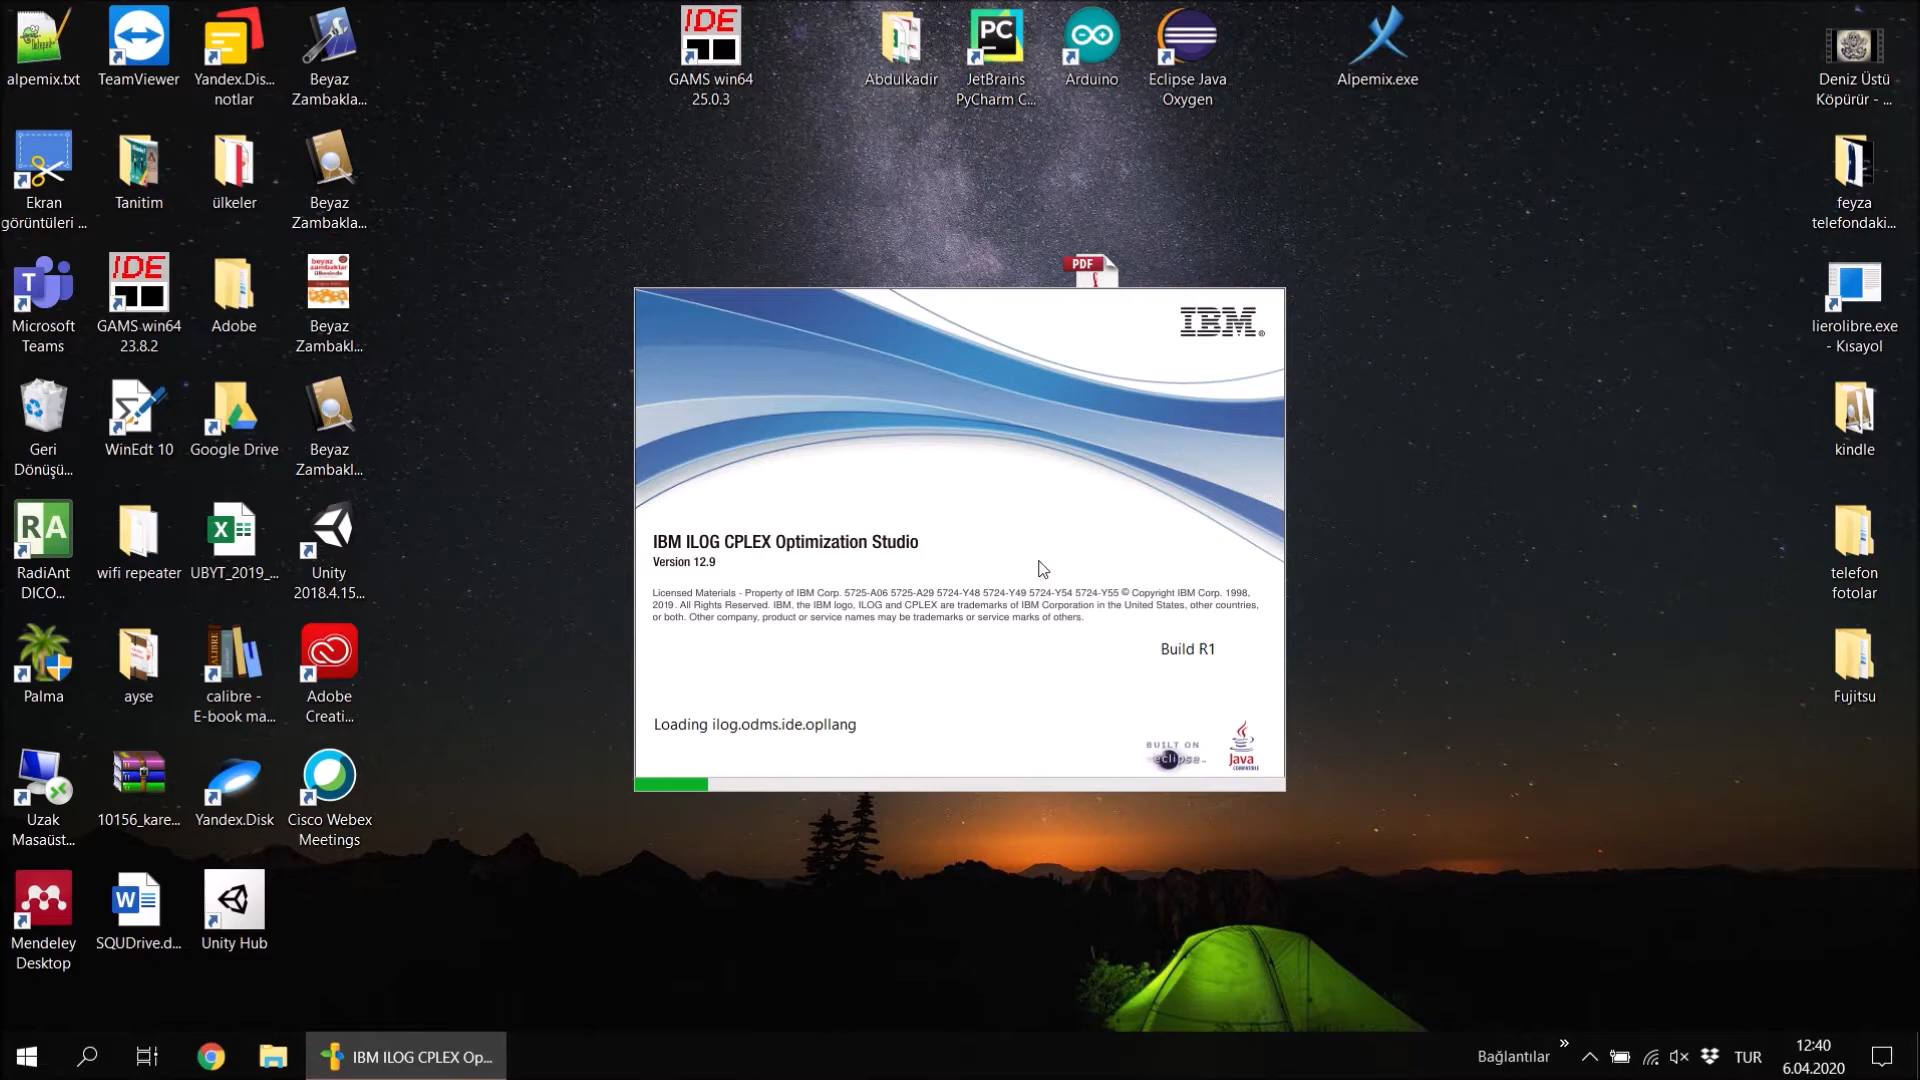 alpemix.txt
TeamViewer
Yandex.Dis...
notlar
Beyaz
Zambakla...
IDE
GAMS win64
25.0.3
Abdulkadir
PC
JetBrains
PyCharm C...
Arduino
Eclipse Java
Oxygen
Alpemix.exe
Deniz Üstü
Köpürür - ...
Ekran
görüntüleri ...
Tanitim
ülkeler
Beyaz
Zambakla...
feyza
telefondaki...
T
Microsoft
Teams
IDE
GAMS win64
23.8.2
Adobe
beyaz
zambaklar
ülkesinde
Beyaz
Zambakl...
PDF
lierolibre.exe
- Kısayol
Geri
Dönüşü...
WinEdt 10
Google Drive
Beyaz
Zambakl...
kindle
RA
RadiAnt
DICO...
wifi repeater
UBYT_2019_...
Unity
2018.4.15...
telefon
fotolar
Palma
ayse
CALIBRE
calibre -
E-book ma...
Adobe
Creati...
Fujitsu
Uzak
Masaüst...
10156_kare...
Yandex.Disk
Cisco Webex
Meetings
Mendeley
Desktop
W
SQUDrive.d...
Unity Hub
IBM®
IBM ILOG CPLEX Optimization Studio
Version 12.9
Licensed Materials - Property of IBM Corp. 5725-A06 5725-A29 5724-Y48 5724-Y49 5724-Y54 5724-Y55 © Copyright IBM Corp. 1998,
2019. All Rights Reserved. IBM, the IBM logo, ILOG and CPLEX are trademarks of IBM Corporation in the United States, other countries,
or both. Other company, product or service names may be trademarks or service marks of others.
Build R1
Loading ilog.odms.ide.opllang
BUILT ON
eclipse
Java
COMPATIBLE
IBM ILOG CPLEX Op...
Bağlantılar
TUR
12:40
6.04.2020